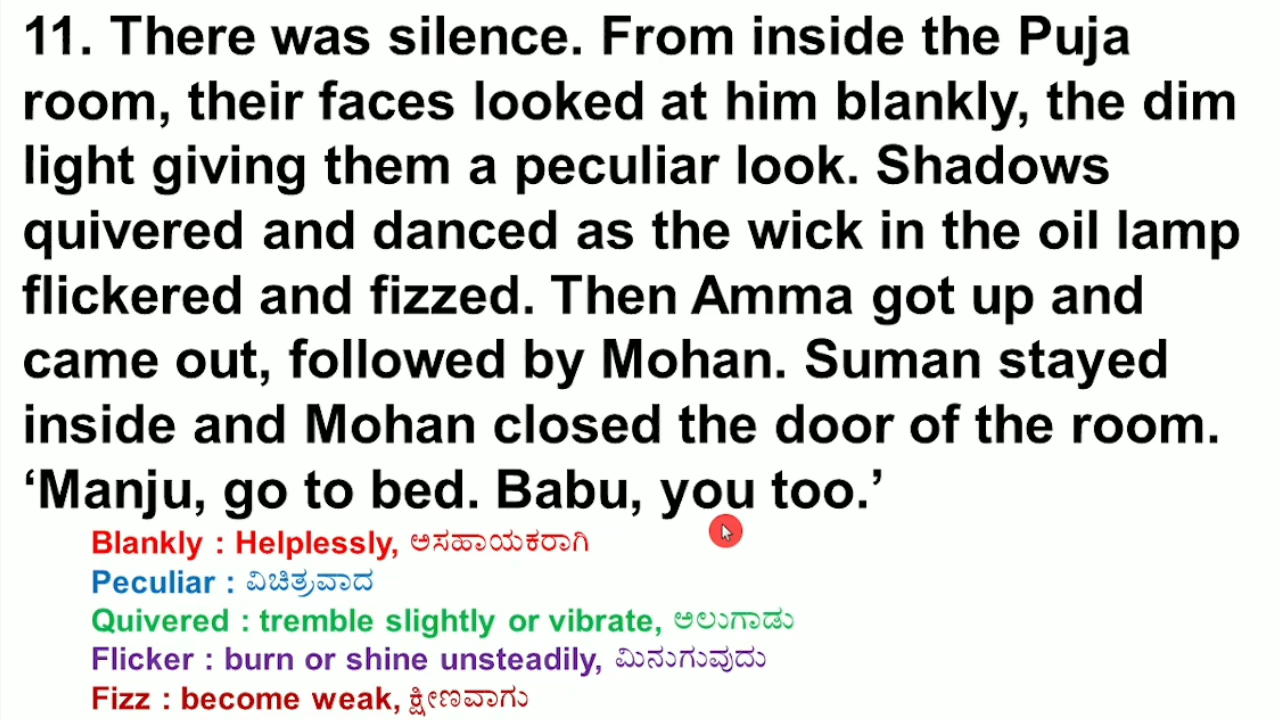 11. There was silence. From inside the Puja
room, their faces looked at him blankly, the dim
light giving them a peculiar look. Shadows
quivered and danced as the wick in the oil lamp
flickered and fizzed. Then Amma got up and
came out, followed by Mohan. Suman stayed
inside and Mohan closed the door of the room.
‘Manju, go to bed. Babu, you too.’
Blankly : Helplessly, ಅಸಹಾಯಕರಾಗಿ
Peculiar : ವಿಚಿತ್ರವಾದ
Quivered : tremble slightly or vibrate, ಅಲುಗಾಡು
Flicker : burn or shine unsteadily, ಮಿನುಗುವುದು
Fizz : become weak, ಕ್ಷೀಣವಾಗು